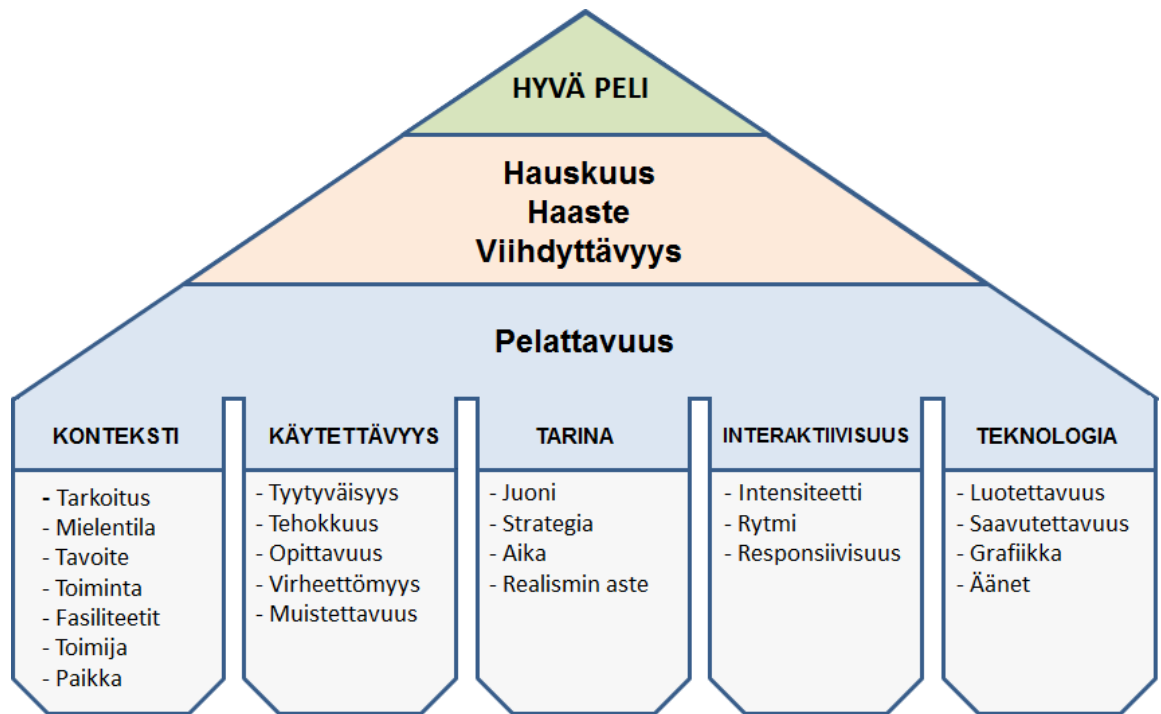 HYVÄ PELI
Hauskuus
Haaste
Viihdyttävyys
Pelattavuus
KONTEKSTI
- Tarkoitus
- Mielentila
- Tavoite
- Toiminta
- Fasiliteetit
- Toimija
- Paikka
KÄYTETTÄVYYS
- Tyytyväisyys
- Tehokkuus
- Opittavuus
- Virheettömyys
- Muistettavuus
TARINA
- Juoni
- Strategia
- Aika
- Realismin aste
INTERAKTIIVISUUS
- Intensiteetti
- Rytmi
- Responsiivisuus
TEKNOLOGIA
- Luotettavuus
- Saavutettavuus
- Grafiikka
- Äänet